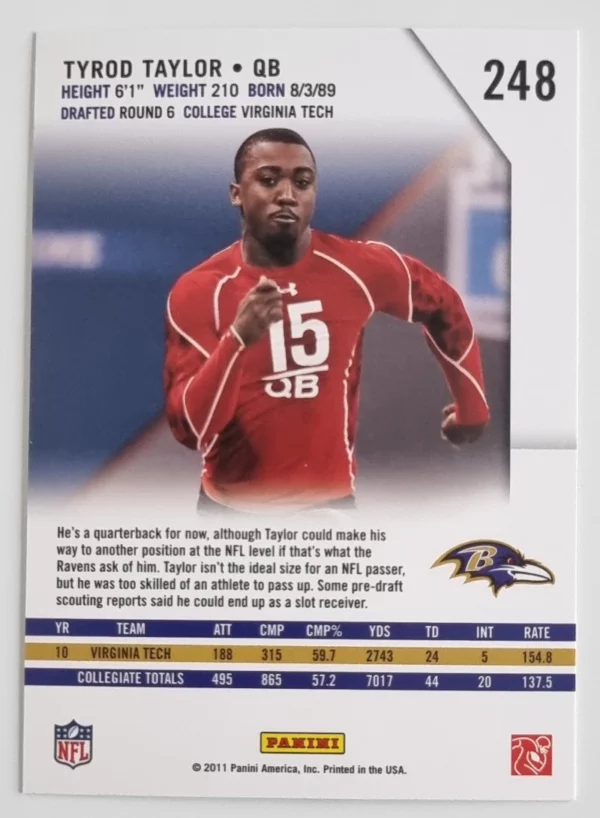 TYROD TAYLOR • QB
248
HEIGHT 6'1" WEIGHT 210 BORN 8/3/89
DRAFTED ROUND 6 COLLEGE VIRGINIA TECH
15
QB
He's a quarterback for now, although Taylor could make his
way to another position at the NFL level if that's what the
Ravens ask of him. Taylor isn't the ideal size for an NFL passer,
but he was too skilled of an athlete to pass up. Some pre-draft
scouting reports said he could end up as a slot receiver.
B
YR TEAM ATT CMP CMP% YDS TD INT RATE
10 VIRGINIA TECH 188 315 59.7 2743 24 5 154.8
COLLEGIATE TOTALS 495 865 57.2 7017 44 20 137.5
NFL
PANINI
© 2011 Panini America, Inc. Printed in the USA.